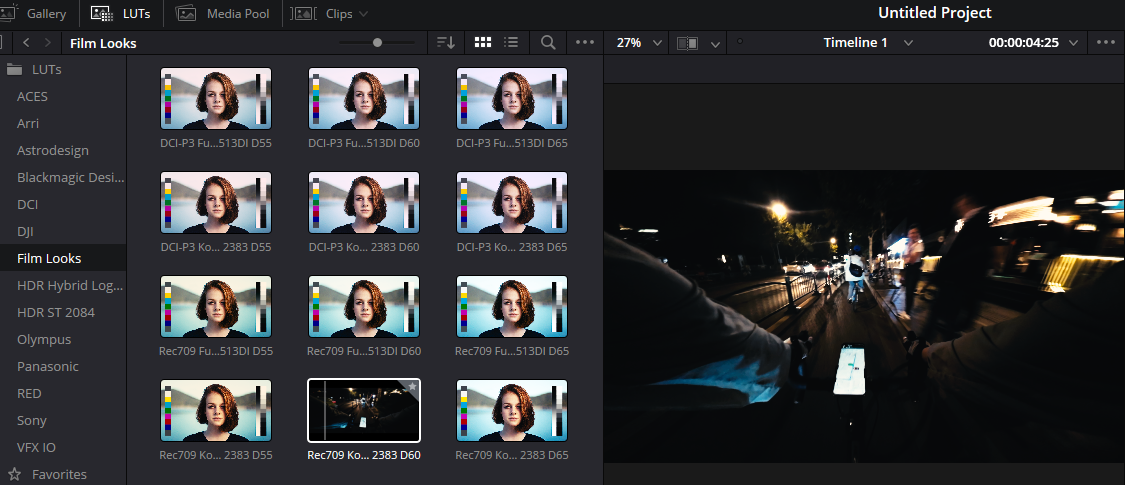 Gallery
LUTs
Media Pool
Clips
Untitled Project
Film Looks
27%
Timeline 1
00:00:04:25
LUTs
ACES
Arri
Astrodesign
Blackmagic Desi...
DCI
DJI
Film Looks
HDR Hybrid Log...
HDR ST 2084
Olympus
Panasonic
RED
Sony
VFX IO
Favorites
DCI-P3 Fu...513DI D55
DCI-P3 Fu...513DI D60
DCI-P3 Fu...513DI D65
DCI-P3 Ko... 2383 D55
DCI-P3 Ko... 2383 D60
DCI-P3 Ko... 2383 D65
Rec709 Fu...513DI D55
Rec709 Fu...513DI D60
Rec709 Fu...513DI D65
Rec709 Ko... 2383 D55
Rec709 Ko... 2383 D60
Rec709 Ko... 2383 D65